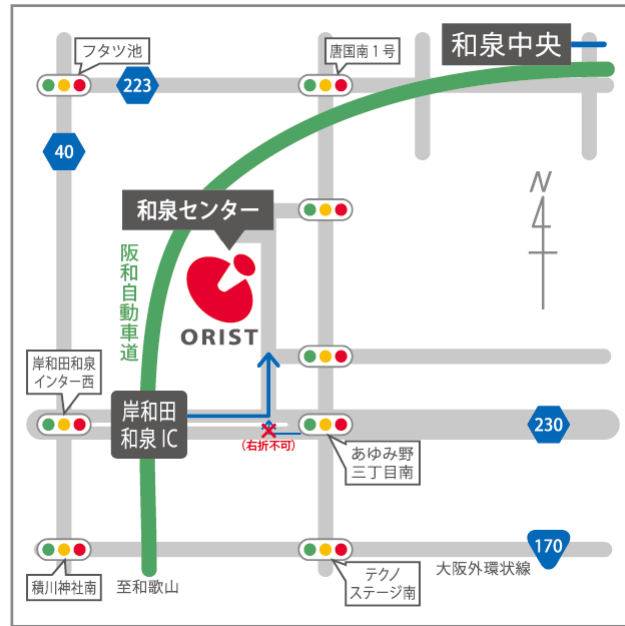 フタツ池
唐国南1号
和泉中央
223
40
N
和泉センター
阪和自動車道
ORIST
岸和田和泉
インター西
岸和田
和泉IC
(右折不可)
あゆみ野
三丁目南
230
170
大阪外環状線
積川神社南
至和歌山
テクノ
ステージ南